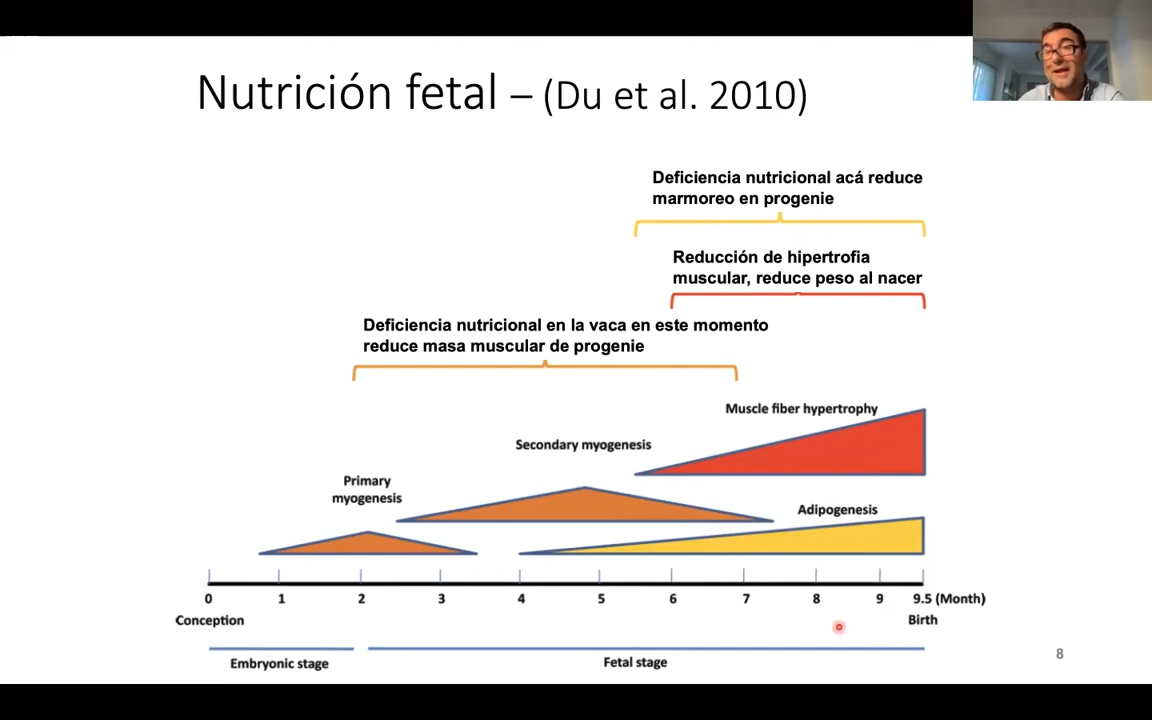 Nutrición fetal – (Du et al. 2010)
Deficiencia nutricional acá reduce
marmoreo en progenie
Reducción de hipertrofia
muscular, reduce peso al nacer
Deficiencia nutricional en la vaca en este momento
reduce masa muscular de progenie
Muscle fiber hypertrophy
Secondary myogenesis
Primary
myogenesis
Adipogenesis
0 1 2 3 4 5 6 7 8 9 9.5 (Month)
Conception Birth
Embryonic stage Fetal stage
8